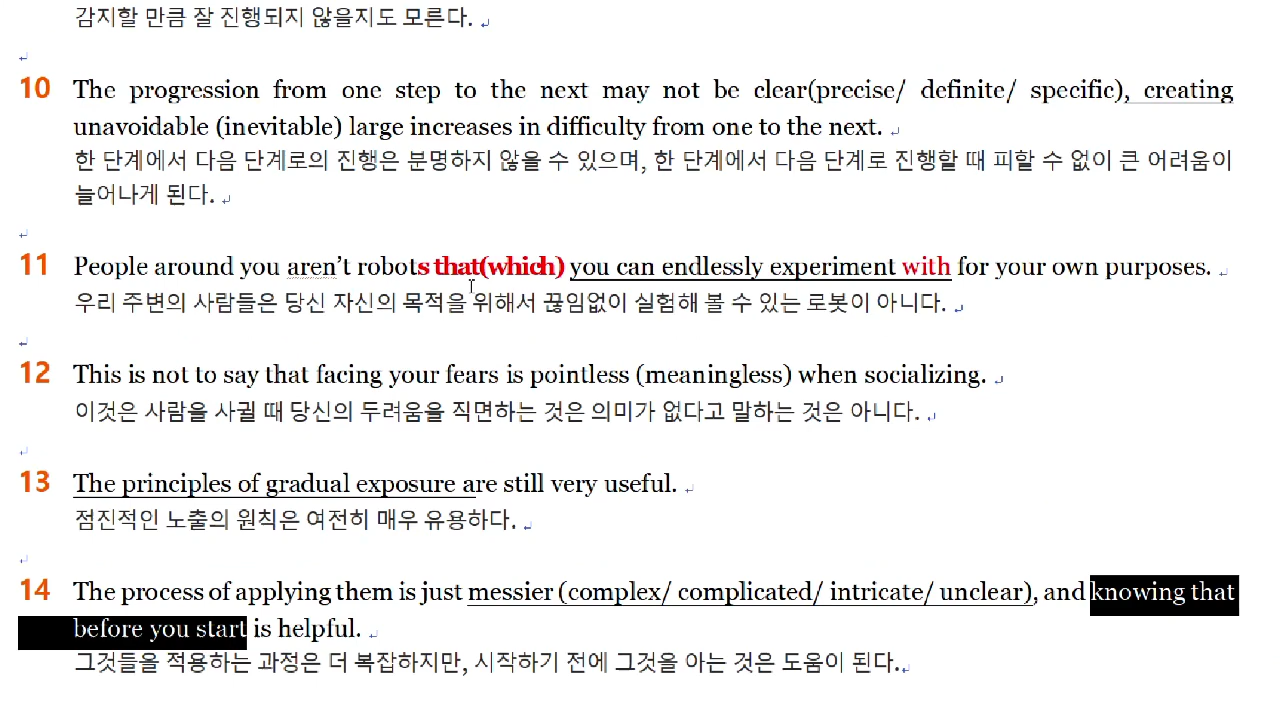 감지할 만큼 잘 진행되지 않을지도 모른다.
10 The progression from one step to the next may not be clear(precise/ definite/ specific), creating
unavoidable (inevitable) large increases in difficulty from one to the next.
한 단계에서 다음 단계로의 진행은 분명하지 않을 수 있으며, 한 단계에서 다음 단계로 진행할 때 피할 수 없이 큰 어려움이
늘어나게 된다.
11 People around you aren’t robots that(which) you can endlessly experiment with for your own purposes.
우리 주변의 사람들은 당신 자신의 목적을 위해서 끊임없이 실험해 볼 수 있는 로봇이 아니다.
12 This is not to say that facing your fears is pointless (meaningless) when socializing.
이것은 사람을 사귈 때 당신의 두려움을 직면하는 것은 의미가 없다고 말하는 것은 아니다.
13 The principles of gradual exposure are still very useful.
점진적인 노출의 원칙은 여전히 매우 유용하다.
14 The process of applying them is just messier (complex/ complicated/ intricate/ unclear), and knowing that
before you start is helpful.
그것들을 적용하는 과정은 더 복잡하지만, 시작하기 전에 그것을 아는 것은 도움이 된다.